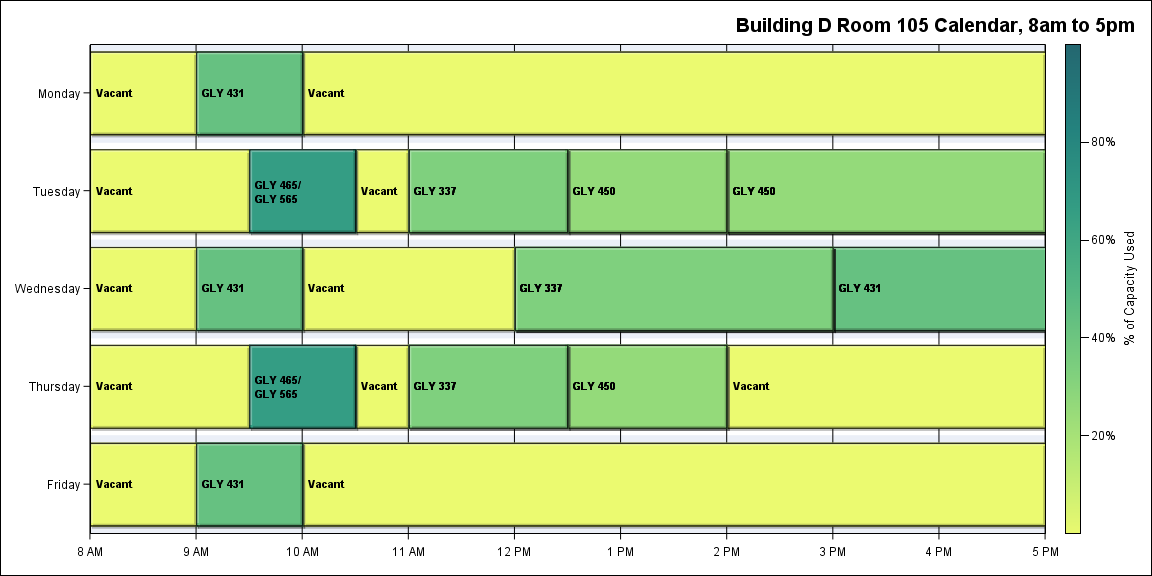 Building D Room 105 Calendar, 8am to 5pm
Monday
Vacant
GLY 431
Vacant
Tuesday
Vacant
GLY 465/
GLY 565
Vacant
GLY 337
GLY 450
GLY 450
Wednesday
Vacant
GLY 431
Vacant
GLY 337
GLY 431
Thursday
Vacant
GLY 465/
GLY 565
Vacant
GLY 337
GLY 450
Vacant
Friday
Vacant
GLY 431
Vacant
8 AM
9 AM
10 AM
11 AM
12 PM
1 PM
2 PM
3 PM
4 PM
5 PM
80%
60%
40%
20%
% of Capacity Used